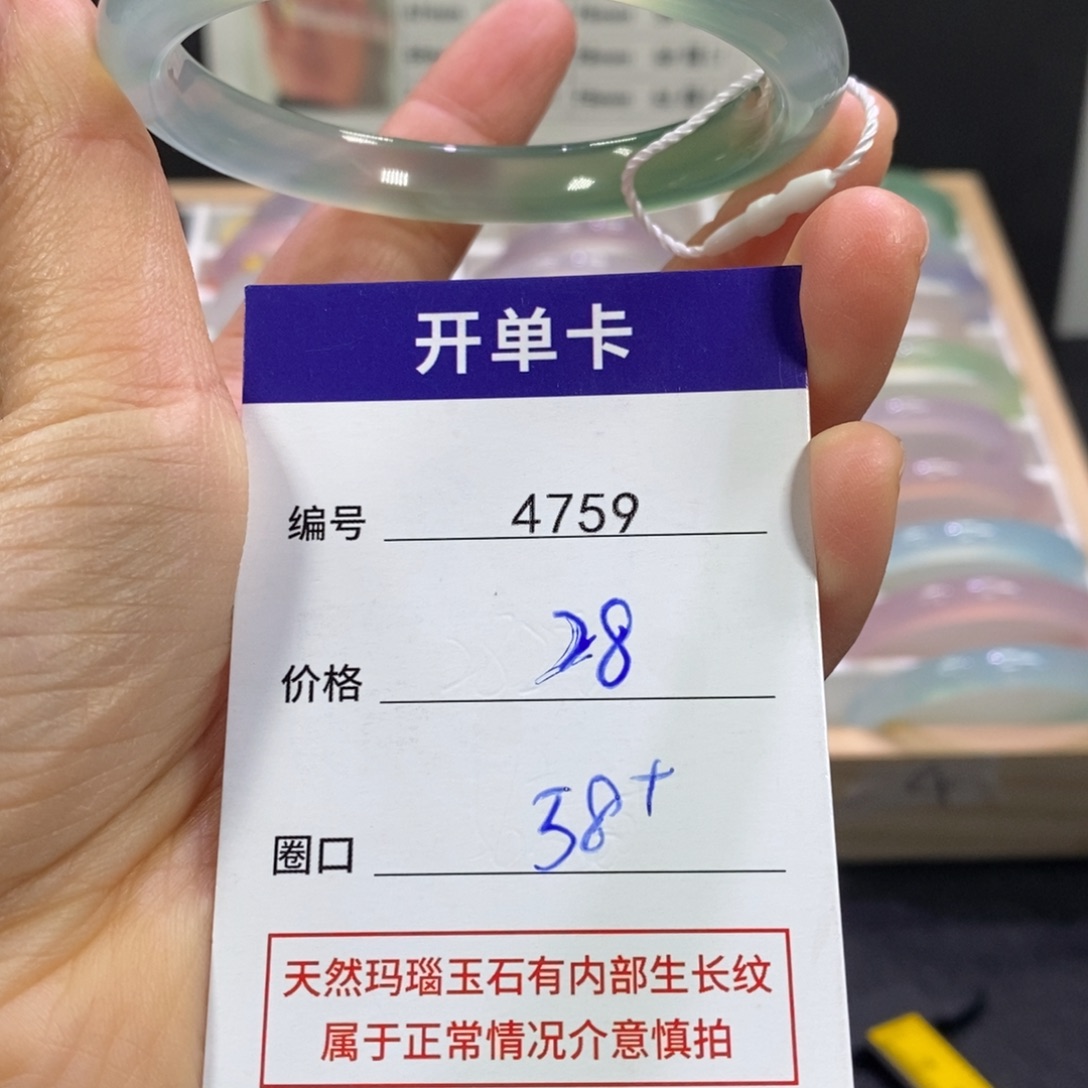 开单卡
编号 4759
价格 28
圈口 58+
天然玛瑙玉石有内部生长纹
属于正常情况介意慎拍